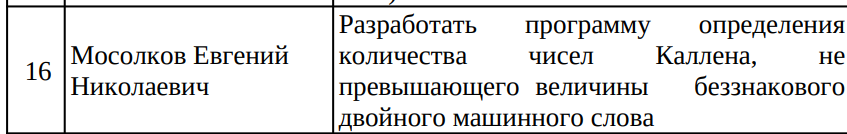 16
Мосолков Евгений
Николаевич
Разработать программу определения
количества чисел Каллена, не
превышающего величины беззнакового
двойного машинного слова